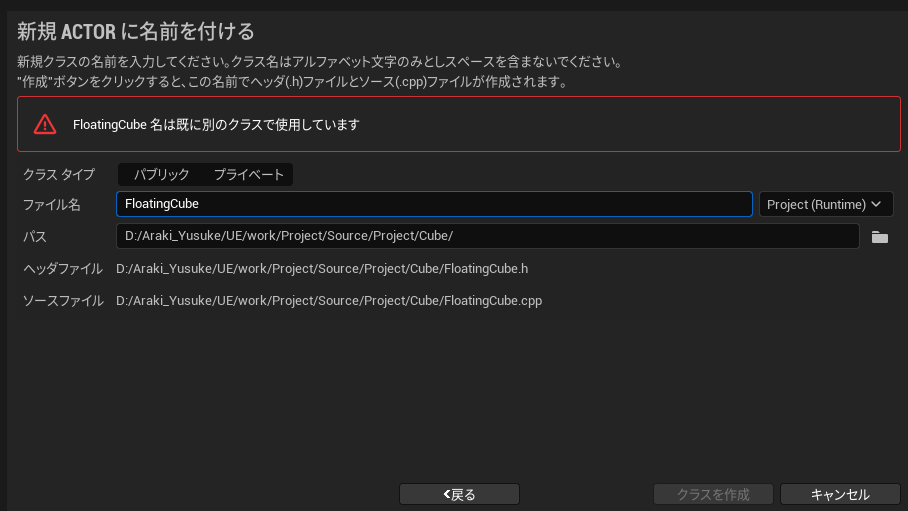 新規 ACTOR に名前を付ける
新規クラスの名前を入力してください。クラス名はアルファベット文字のみとしスペースを含まないでください。
"作成"ボタンをクリックすると、この名前でヘッダ(.h)ファイルとソース(.cpp)ファイルが作成されます。
FloatingCube 名は既に別のクラスで使用しています
クラス タイプ パブリック プライベート
ファイル名 FloatingCube Project (Runtime)
パス D:/Araki_Yusuke/UE/work/Project/Source/Project/Cube/
ヘッダファイル D:/Araki_Yusuke/UE/work/Project/Source/Project/Cube/FloatingCube.h
ソースファイル D:/Araki_Yusuke/UE/work/Project/Source/Project/Cube/FloatingCube.cpp
<戻る クラスを作成 キャンセル